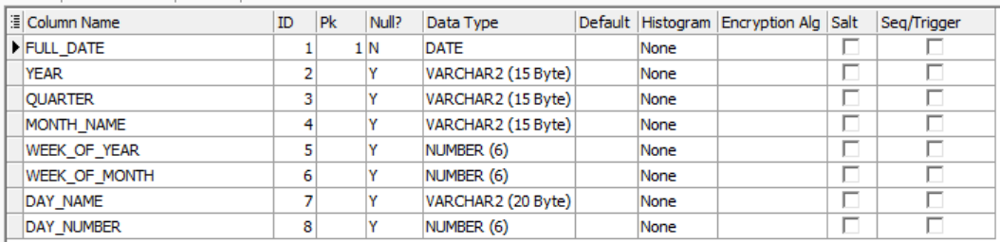 Column Name ID Pk Null? Data Type Default Histogram Encryption Alg Salt Seq/Trigger
FULL_DATE 1 1 N DATE None
YEAR 2 Y VARCHAR2 (15 Byte) None
QUARTER 3 Y VARCHAR2 (15 Byte) None
MONTH_NAME 4 Y VARCHAR2 (15 Byte) None
WEEK_OF_YEAR 5 Y NUMBER (6) None
WEEK_OF_MONTH 6 Y NUMBER (6) None
DAY_NAME 7 Y VARCHAR2 (20 Byte) None
DAY_NUMBER 8 Y NUMBER (6) None